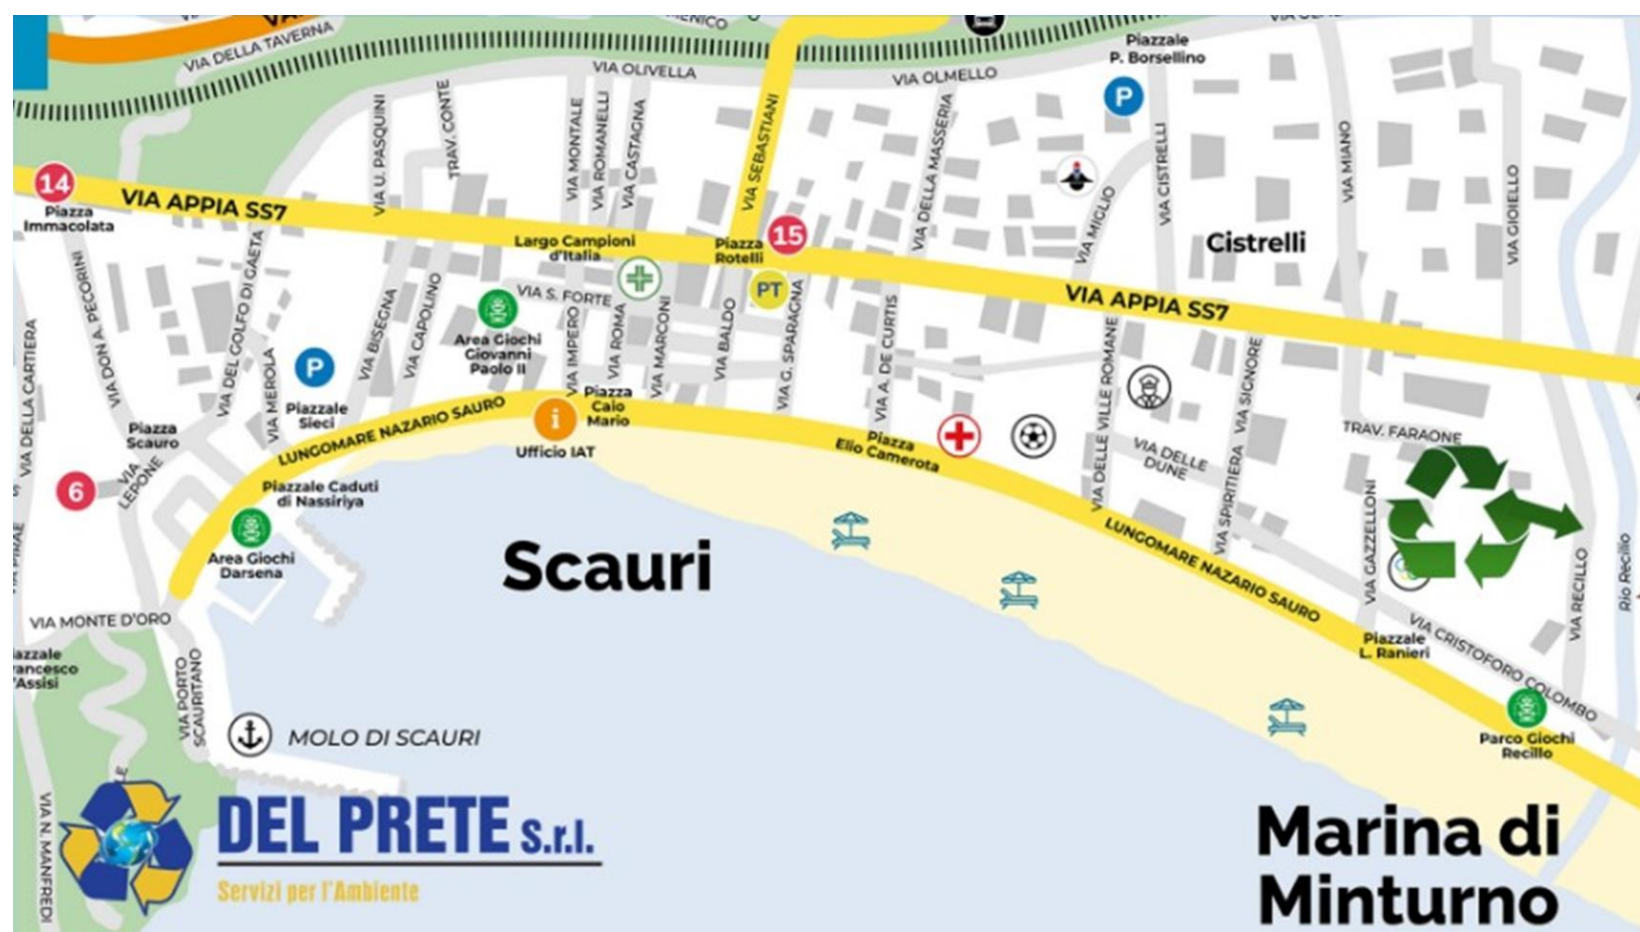 VIA DELLA TAVERNA
VIA OLIVELLA
VIA OLMELLO
Piazzale
P. Borsellino
P
VIA U. PASQUINI
TRAV. CONTE
VIA MONTALE
VIA ROMANELLI
VIA CASTAGNA
VIA SEBASTIANI
VIA DELLA MASSERIA
VIA MIGLIO
VIA CISTRELLI
VIA MIANO
VIA GIOIELLO
14
Piazza
Immacolata
VIA APPIA SS7
Largo Campioni
d'Italia
Piazza
Rotelli
15
Cistrelli
PT
VIA APPIA SS7
VIA DELLA CARTIERA
VIA DON A. PECORINI
VIA DEL GOLFO DI GAETA
VIA MEROLA
P
Piazzale
Sieci
VIA BISEGNA
VIA CAPOLINO
VIA S. FORTE
Area Giochi
Giovanni
Paolo II
VIA IMPERO
VIA ROMA
VIA MARCONI
VIA BALDO
VIA G. SPARAGNA
VIA A. DE CURTIS
VIA DELLE VILLE ROMANE
VIA SIGNORE
VIA SPIRITIERA
VIA DELLE
DUNE
TRAV. FARAONE
VIA GAZZELLONI
VIA RECILLO
Rio Recillo
Piazza
Scauro
VIA
LEPONE
6
LUNGOMARE NAZARIO SAURO
i
Ufficio IAT
Piazza
Caio
Mario
Piazza
Elio Camerota
LUNGOMARE NAZARIO SAURO
Piazzale Caduti
di Nassiriya
Area Giochi
Darsena
Scauri
VIA MONTE D'ORO
VIA PORTO
SCAURITANO
MOLO DI SCAURI
Piazzale
L. Ranieri
VIA CRISTOFORO COLOMBO
Parco Giochi
Recillo
VIA N. MANFREDI
DEL PRETE S.r.l.
Servizi per l'Ambiente
Marina di
Minturno